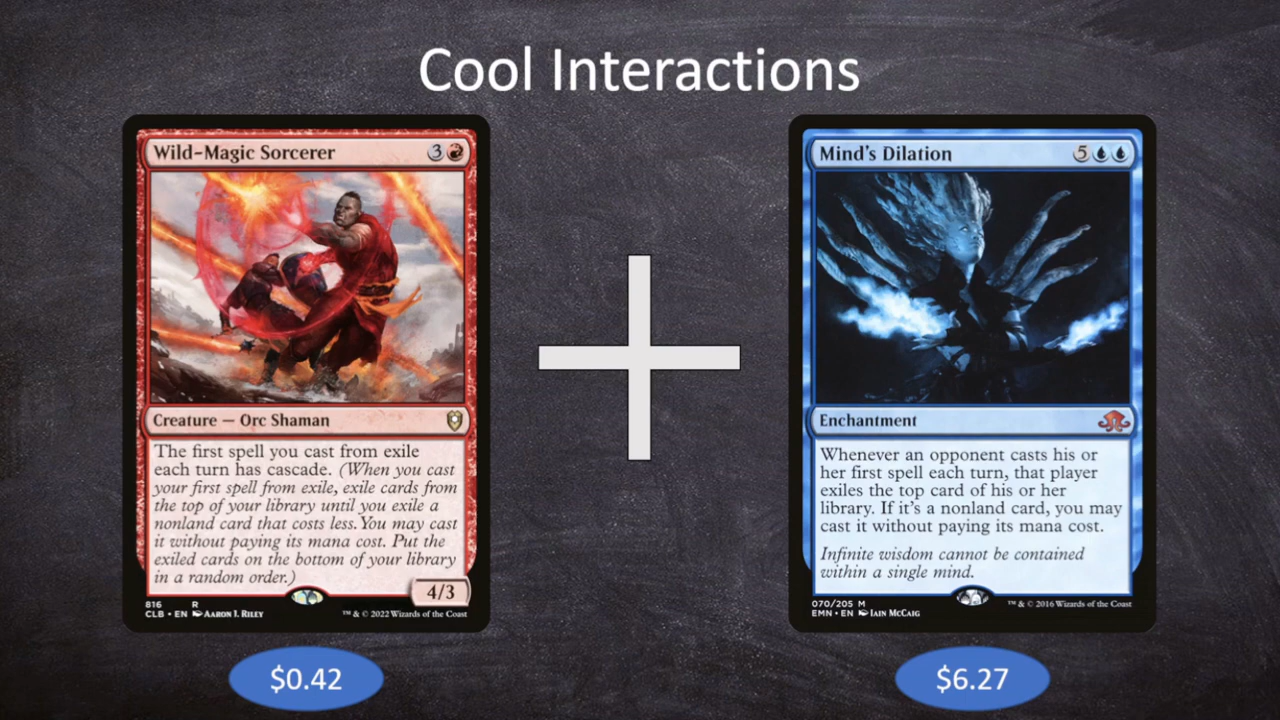 Cool Interactions
Wild-Magic Sorcerer 3
Creature — Orc Shaman
The first spell you cast from exile
each turn has cascade. (When you cast
your first spell from exile, exile cards from
the top of your library until you exile a
nonland card that costs less. You may cast
it without paying its mana cost. Put the
exiled cards on the bottom of your library
in a random order.)
4/3
816 R
CLB • EN AARON J. RILEY
™ & © 2022 Wizards of the Coast
$0.42
Mind's Dilation 5
Enchantment
Whenever an opponent casts his or
her first spell each turn, that player
exiles the top card of his or her
library. If it's a nonland card, you may
cast it without paying its mana cost.
Infinite wisdom cannot be contained
within a single mind.
070/205 M
EMN • EN IAIN MCCAIG
™ & © 2016 Wizards of the Coast
$6.27